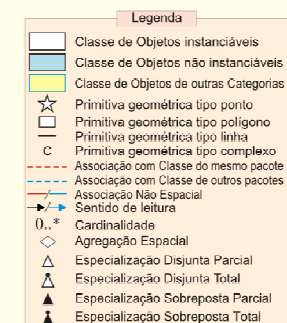 Legenda
Classe de Objetos instanciáveis
Classe de Objetos não instanciáveis
Classe de Objetos de outras Categorias
Primitiva geométrica tipo ponto
Primitiva geométrica tipo polígono
Primitiva geométrica tipo linha
C Primitiva geométrica tipo complexo
Associação com Classe do mesmo pacote
Associação com Classe de outros pacotes
Associação Não Espacial
Sentido de leitura
0..* Cardinalidade
Agregação Espacial
Especialização Disjunta Parcial
Especialização Disjunta Total
Especialização Sobreposta Parcial
Especialização Sobreposta Total